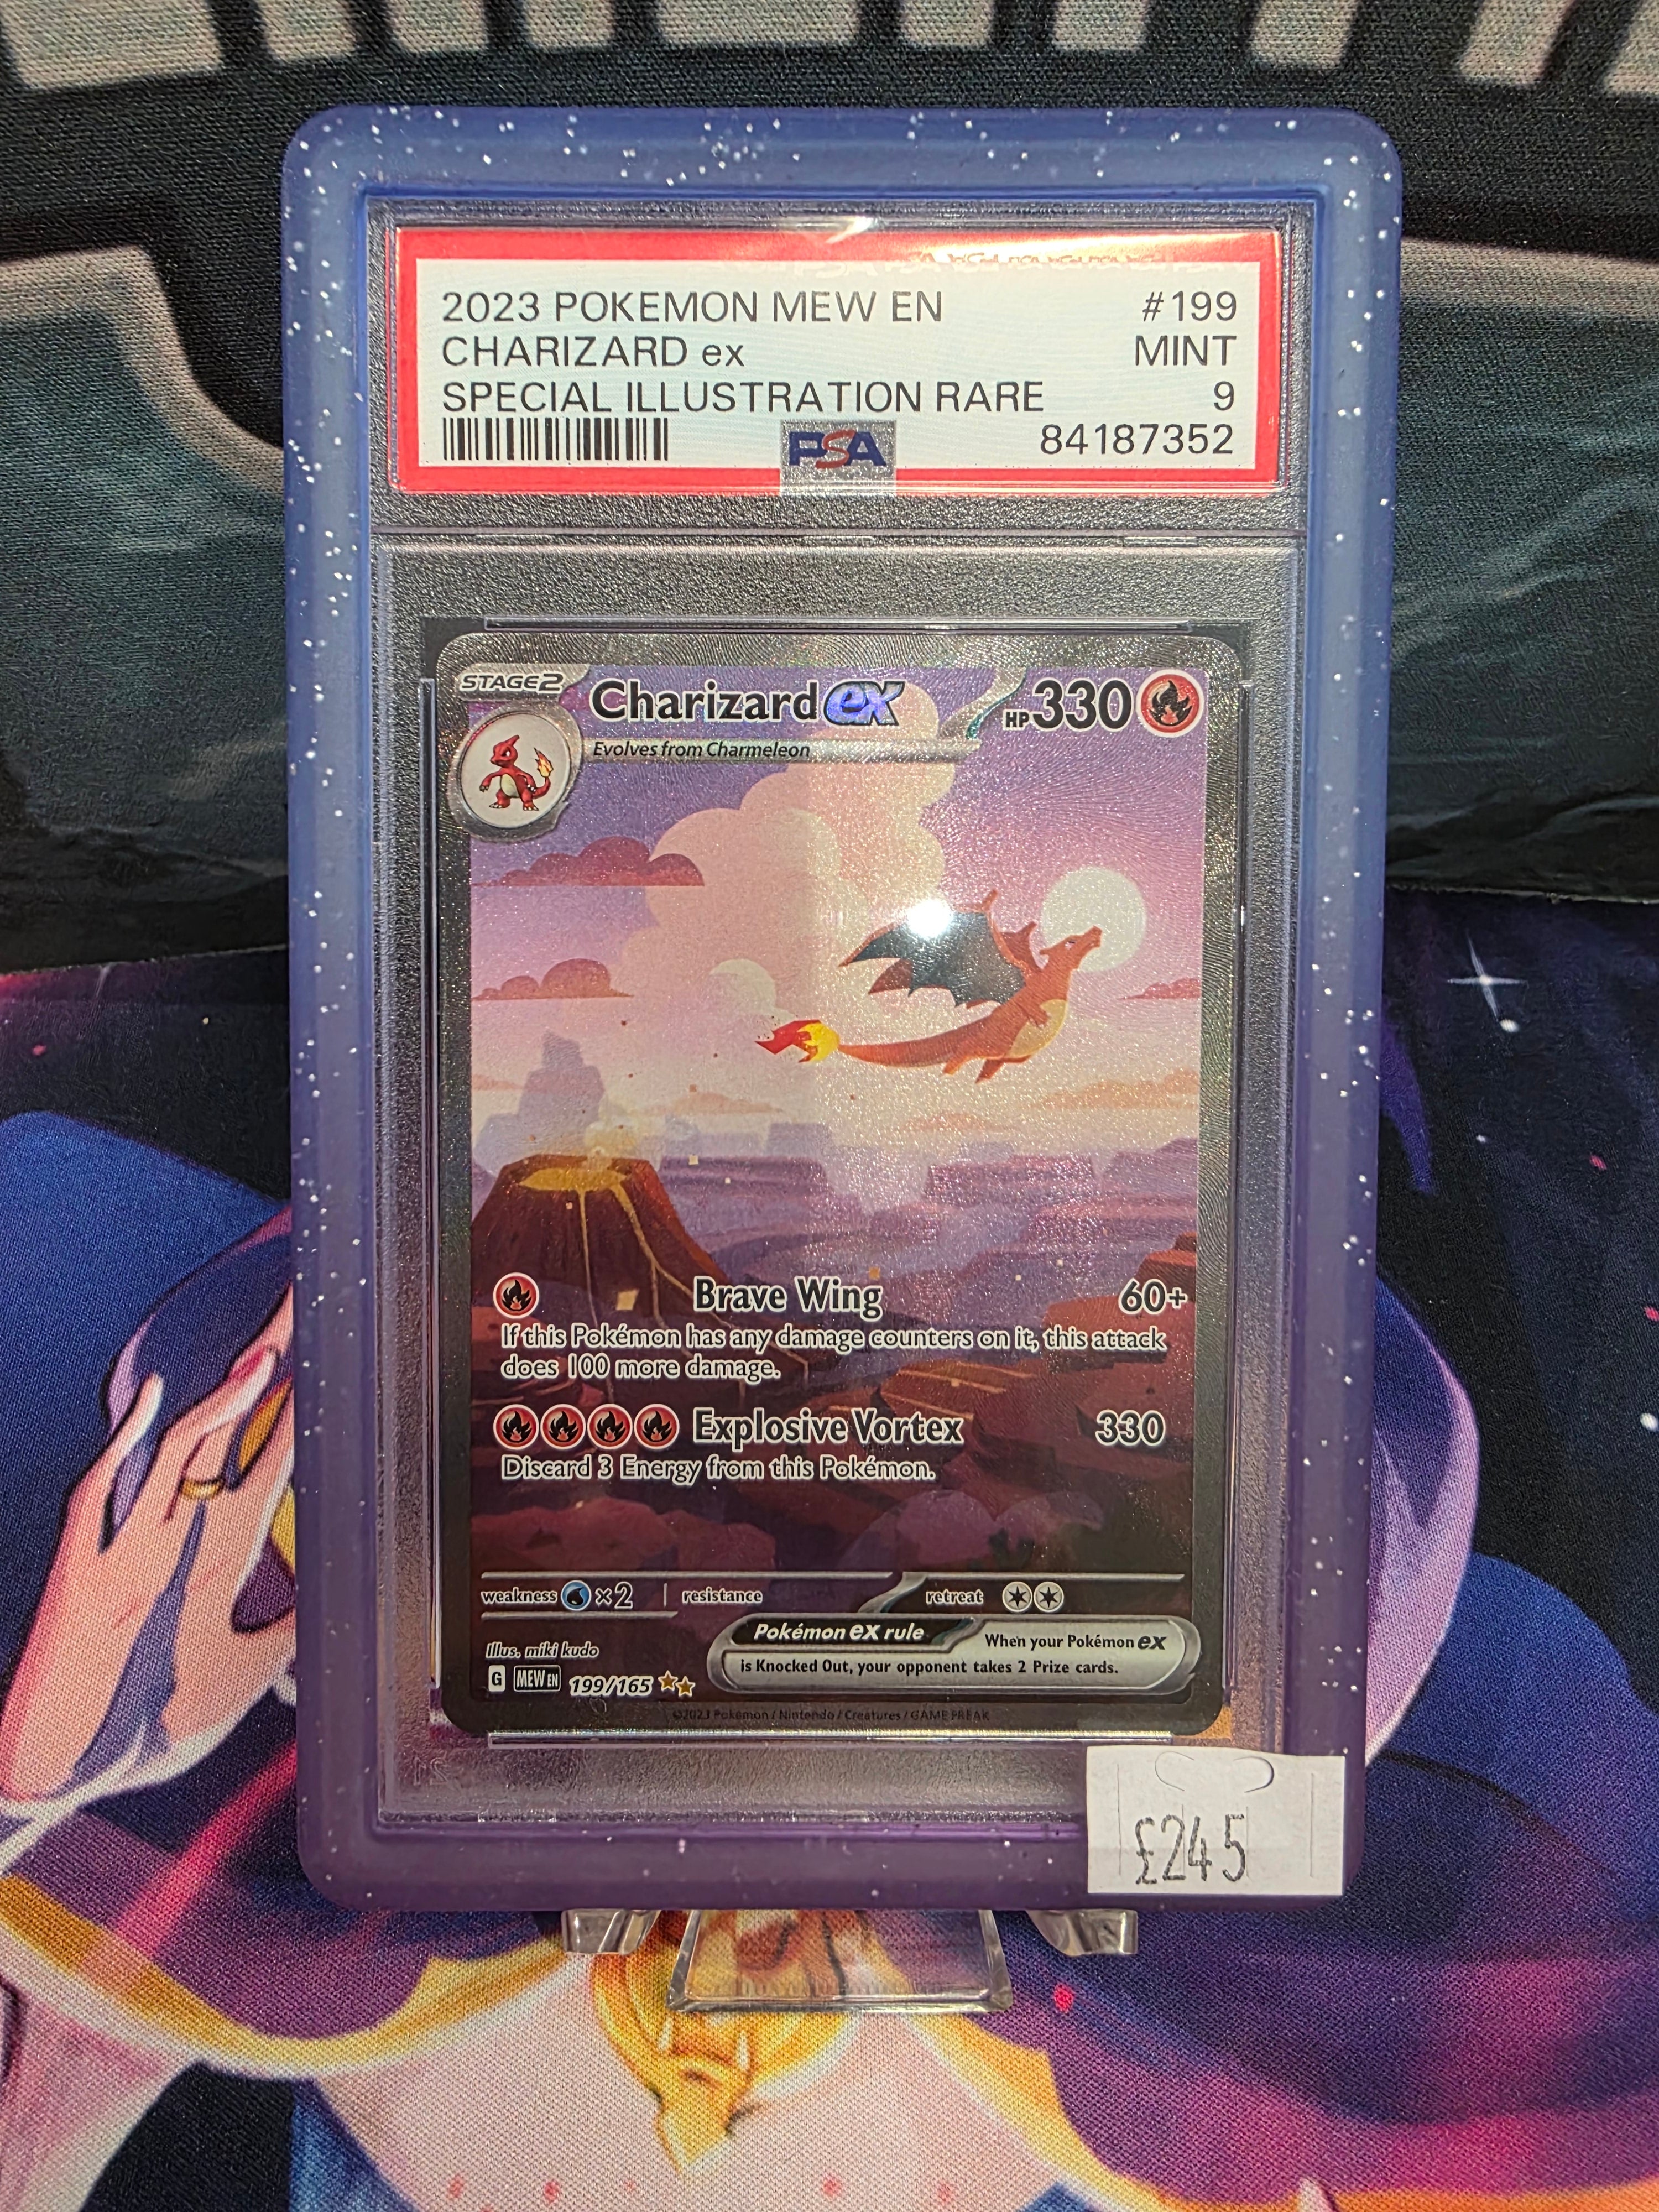 2023 POKEMON MEW EN #199
CHARIZARD ex MINT
SPECIAL ILLUSTRATION RARE 9
PSA 84187352
STAGE 2 Charizard ex HP 330
Evolves from Charmeleon
Brave Wing 60+
If this Pokémon has any damage counters on it, this attack
does 100 more damage.
Explosive Vortex 330
Discard 3 Energy from this Pokémon.
weakness ×2 resistance retreat
Illus. miki kudo
Pokémon ex rule When your Pokémon ex
is Knocked Out, your opponent takes 2 Prize cards.
G MEW EN 199/165
©2023 Pokémon / Nintendo / Creatures / GAME FREAK
£245